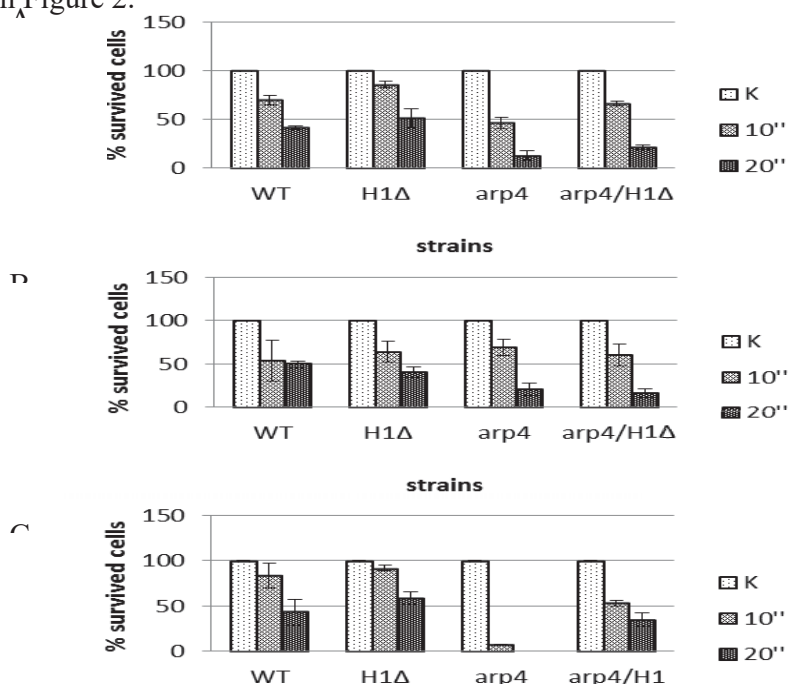 n Figure 2.
A
150
100
50
0
% survived cells
WT H1Δ arp4 arp4/H1Δ
K
10''
20''
strains
B
150
100
50
0
% survived cells
WT H1Δ arp4 arp4/H1Δ
K
10''
20''
strains
C
150
100
50
0
% survived cells
WT H1Δ arp4 arp4/H1
K
10''
20''